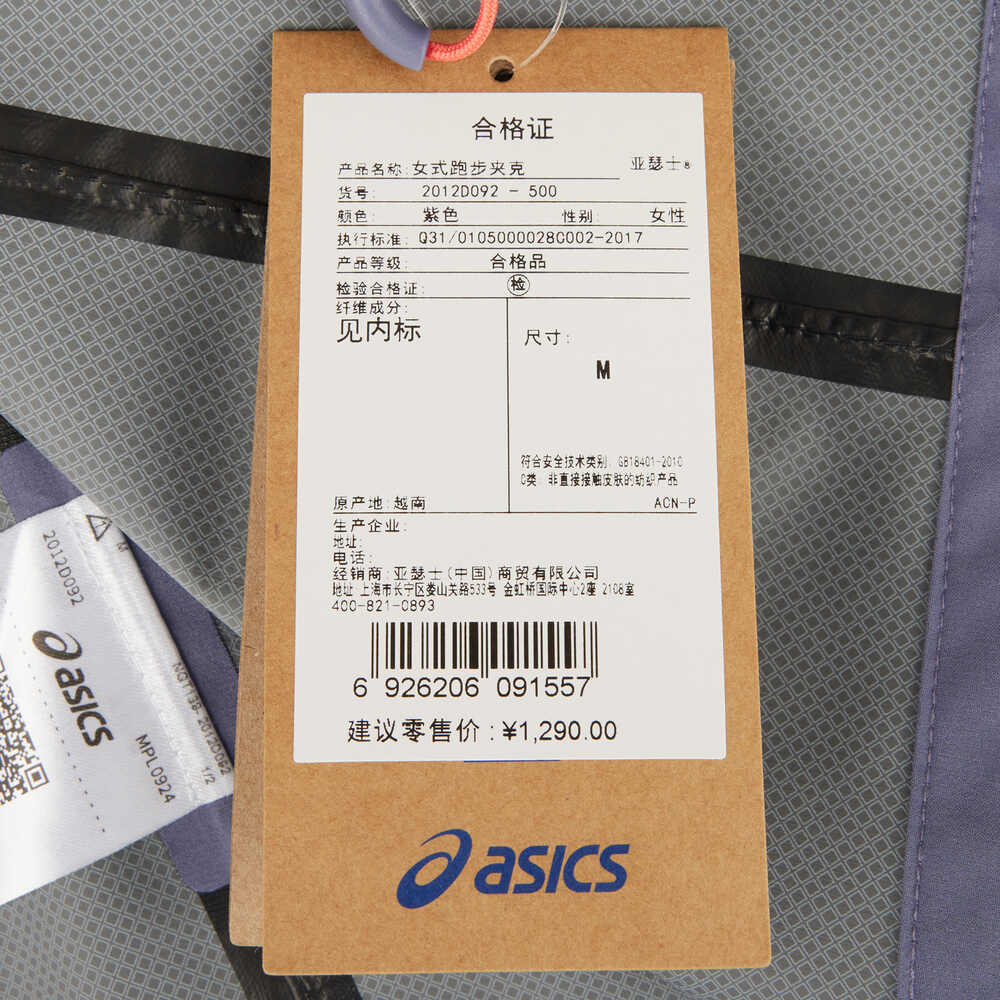 合格证
产品名称: 女式跑步夹克 亚瑟士®
货号: 2012D092 - 500
颜色: 紫色 性别: 女性
执行标准: Q31/0105000028C002-2017
产品等级: 合格品
检验合格证: 检
纤维成分:
见内标
尺寸:
M
符合安全技术类别: GB18401-2010
C类: 非直接接触皮肤的纺织产品
原产地: 越南 ACN-P
生产企业:
地址:
电话:
经销商: 亚瑟士(中国)商贸有限公司
地址 上海市长宁区娄山关路533号 金虹桥国际中心2座 2108室
400-821-0893
6 926206 091557
建议零售价 : ¥1,290.00
asics
M
2012D092
asics
NQT138-2012D092
1/2
MPL0924